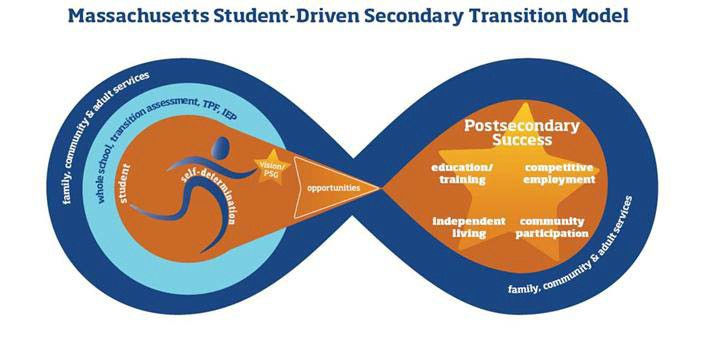 Massachusetts Student-Driven Secondary Transition Model
family, community & adult services
whole school, transition assessment, TPF, IEP
student
self-determination
Vision/
PSG
opportunities
Postsecondary
Success
education/
training
competitive
employment
independent
living
community
participation
family, community & adult services